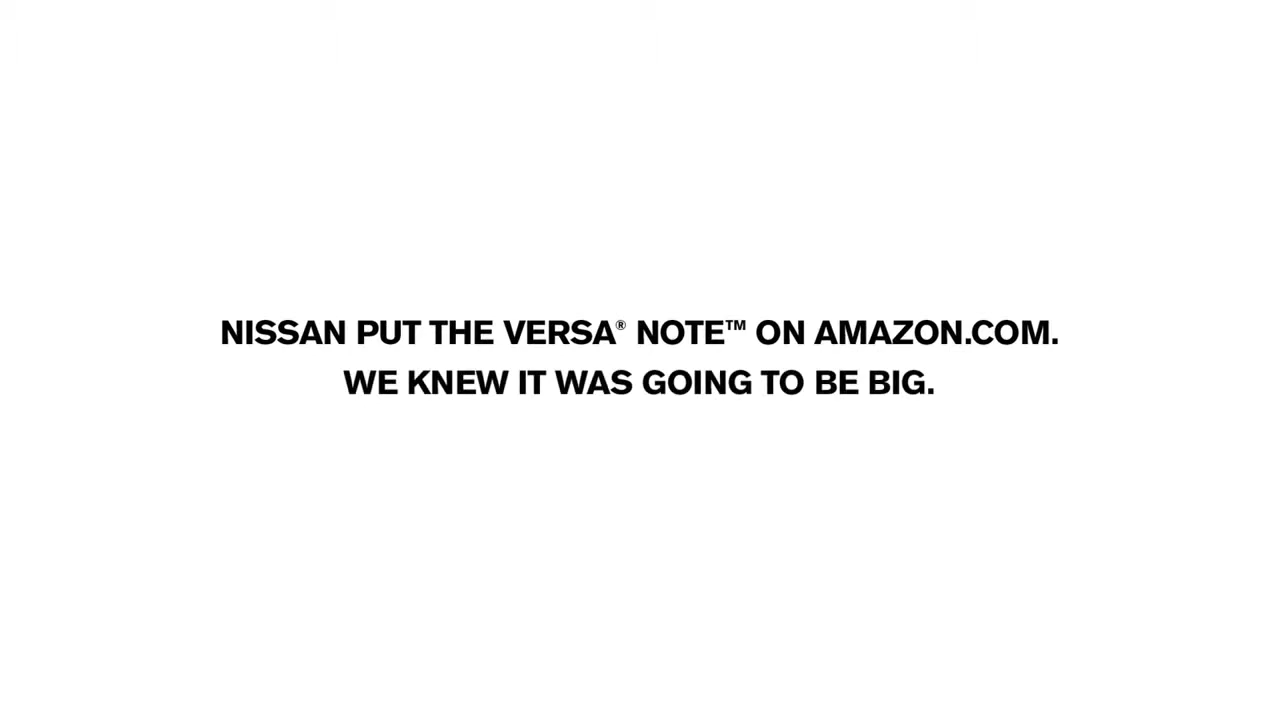 NISSAN PUT THE VERSA® NOTE™ ON AMAZON.COM.
WE KNEW IT WAS GOING TO BE BIG.